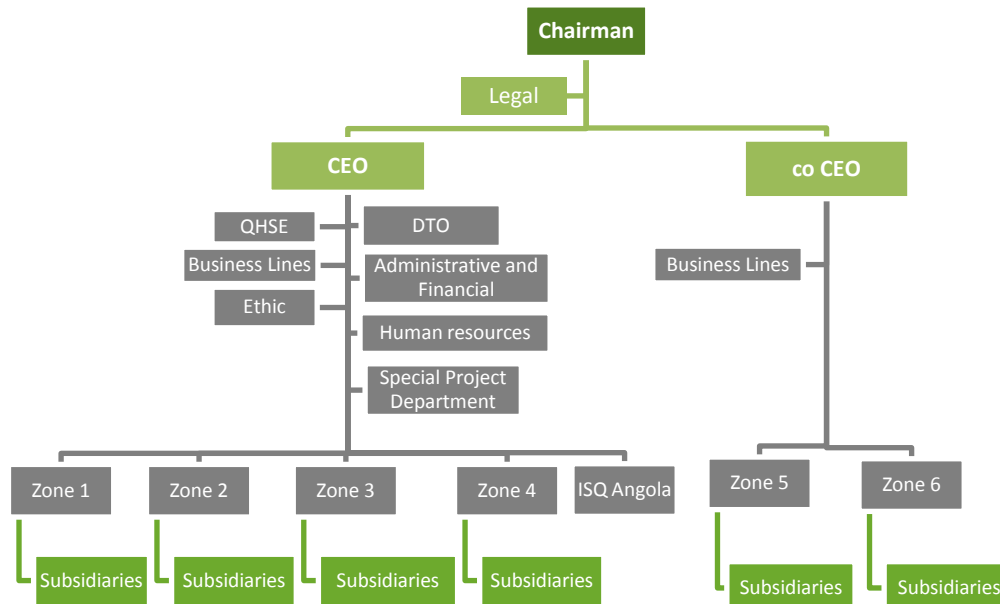 Chairman
Legal
CEO
co CEO
QHSE
DTO
Business Lines
Administrative and
Financial
Business Lines
Ethic
Human resources
Special Project
Department
Zone 1
Zone 2
Zone 3
Zone 4
ISQ Angola
Zone 5
Zone 6
Subsidiaries
Subsidiaries
Subsidiaries
Subsidiaries
Subsidiaries
Subsidiaries